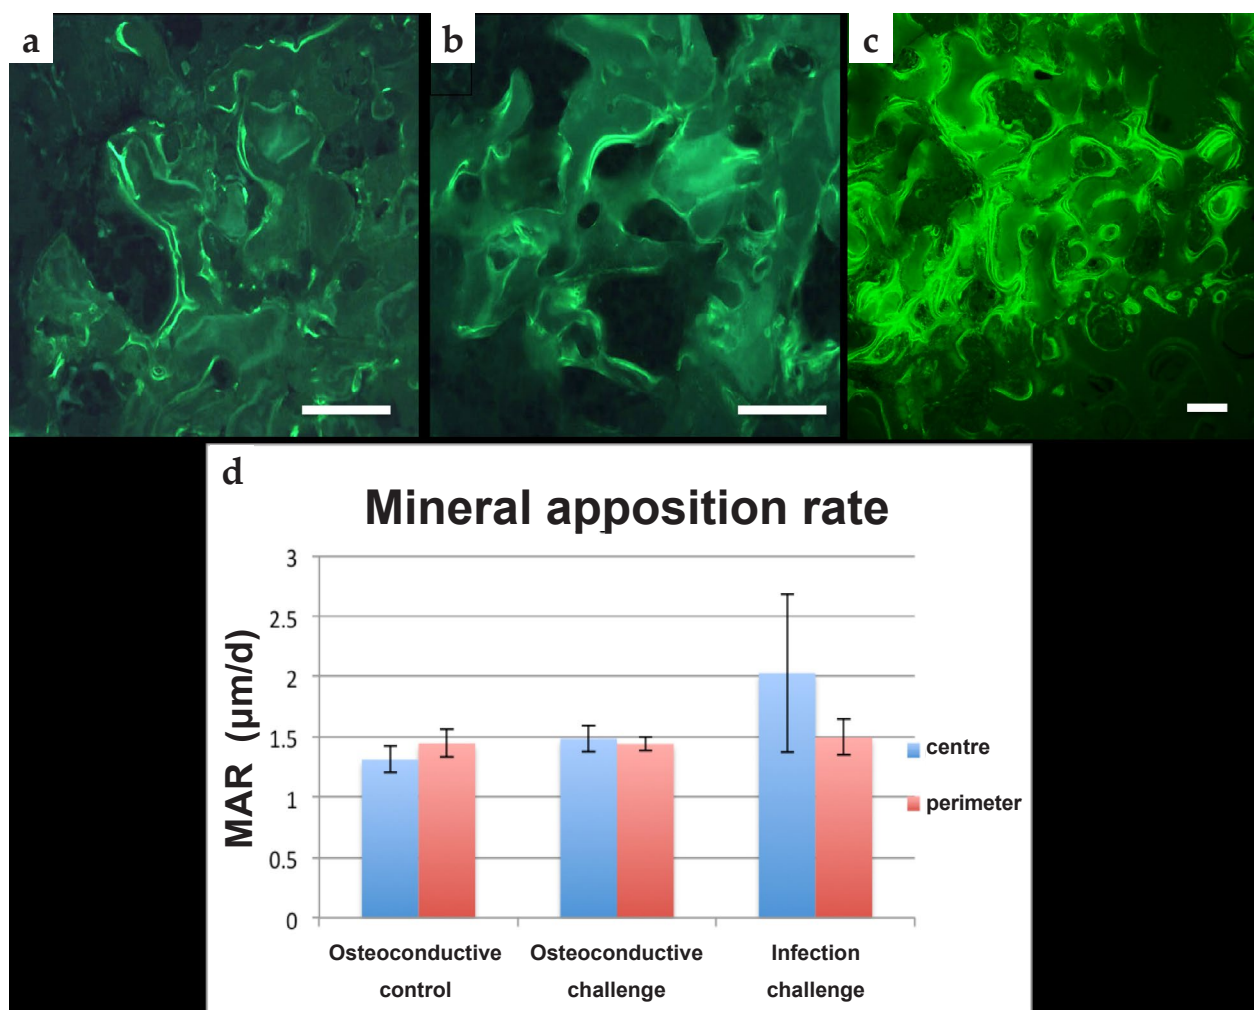 a
b
c
d
Mineral apposition rate
MAR (μm/d)
3
2.5
2
1.5
1
0.5
0
centre
perimeter
Osteoconductive control
Osteoconductive challenge
Infection challenge